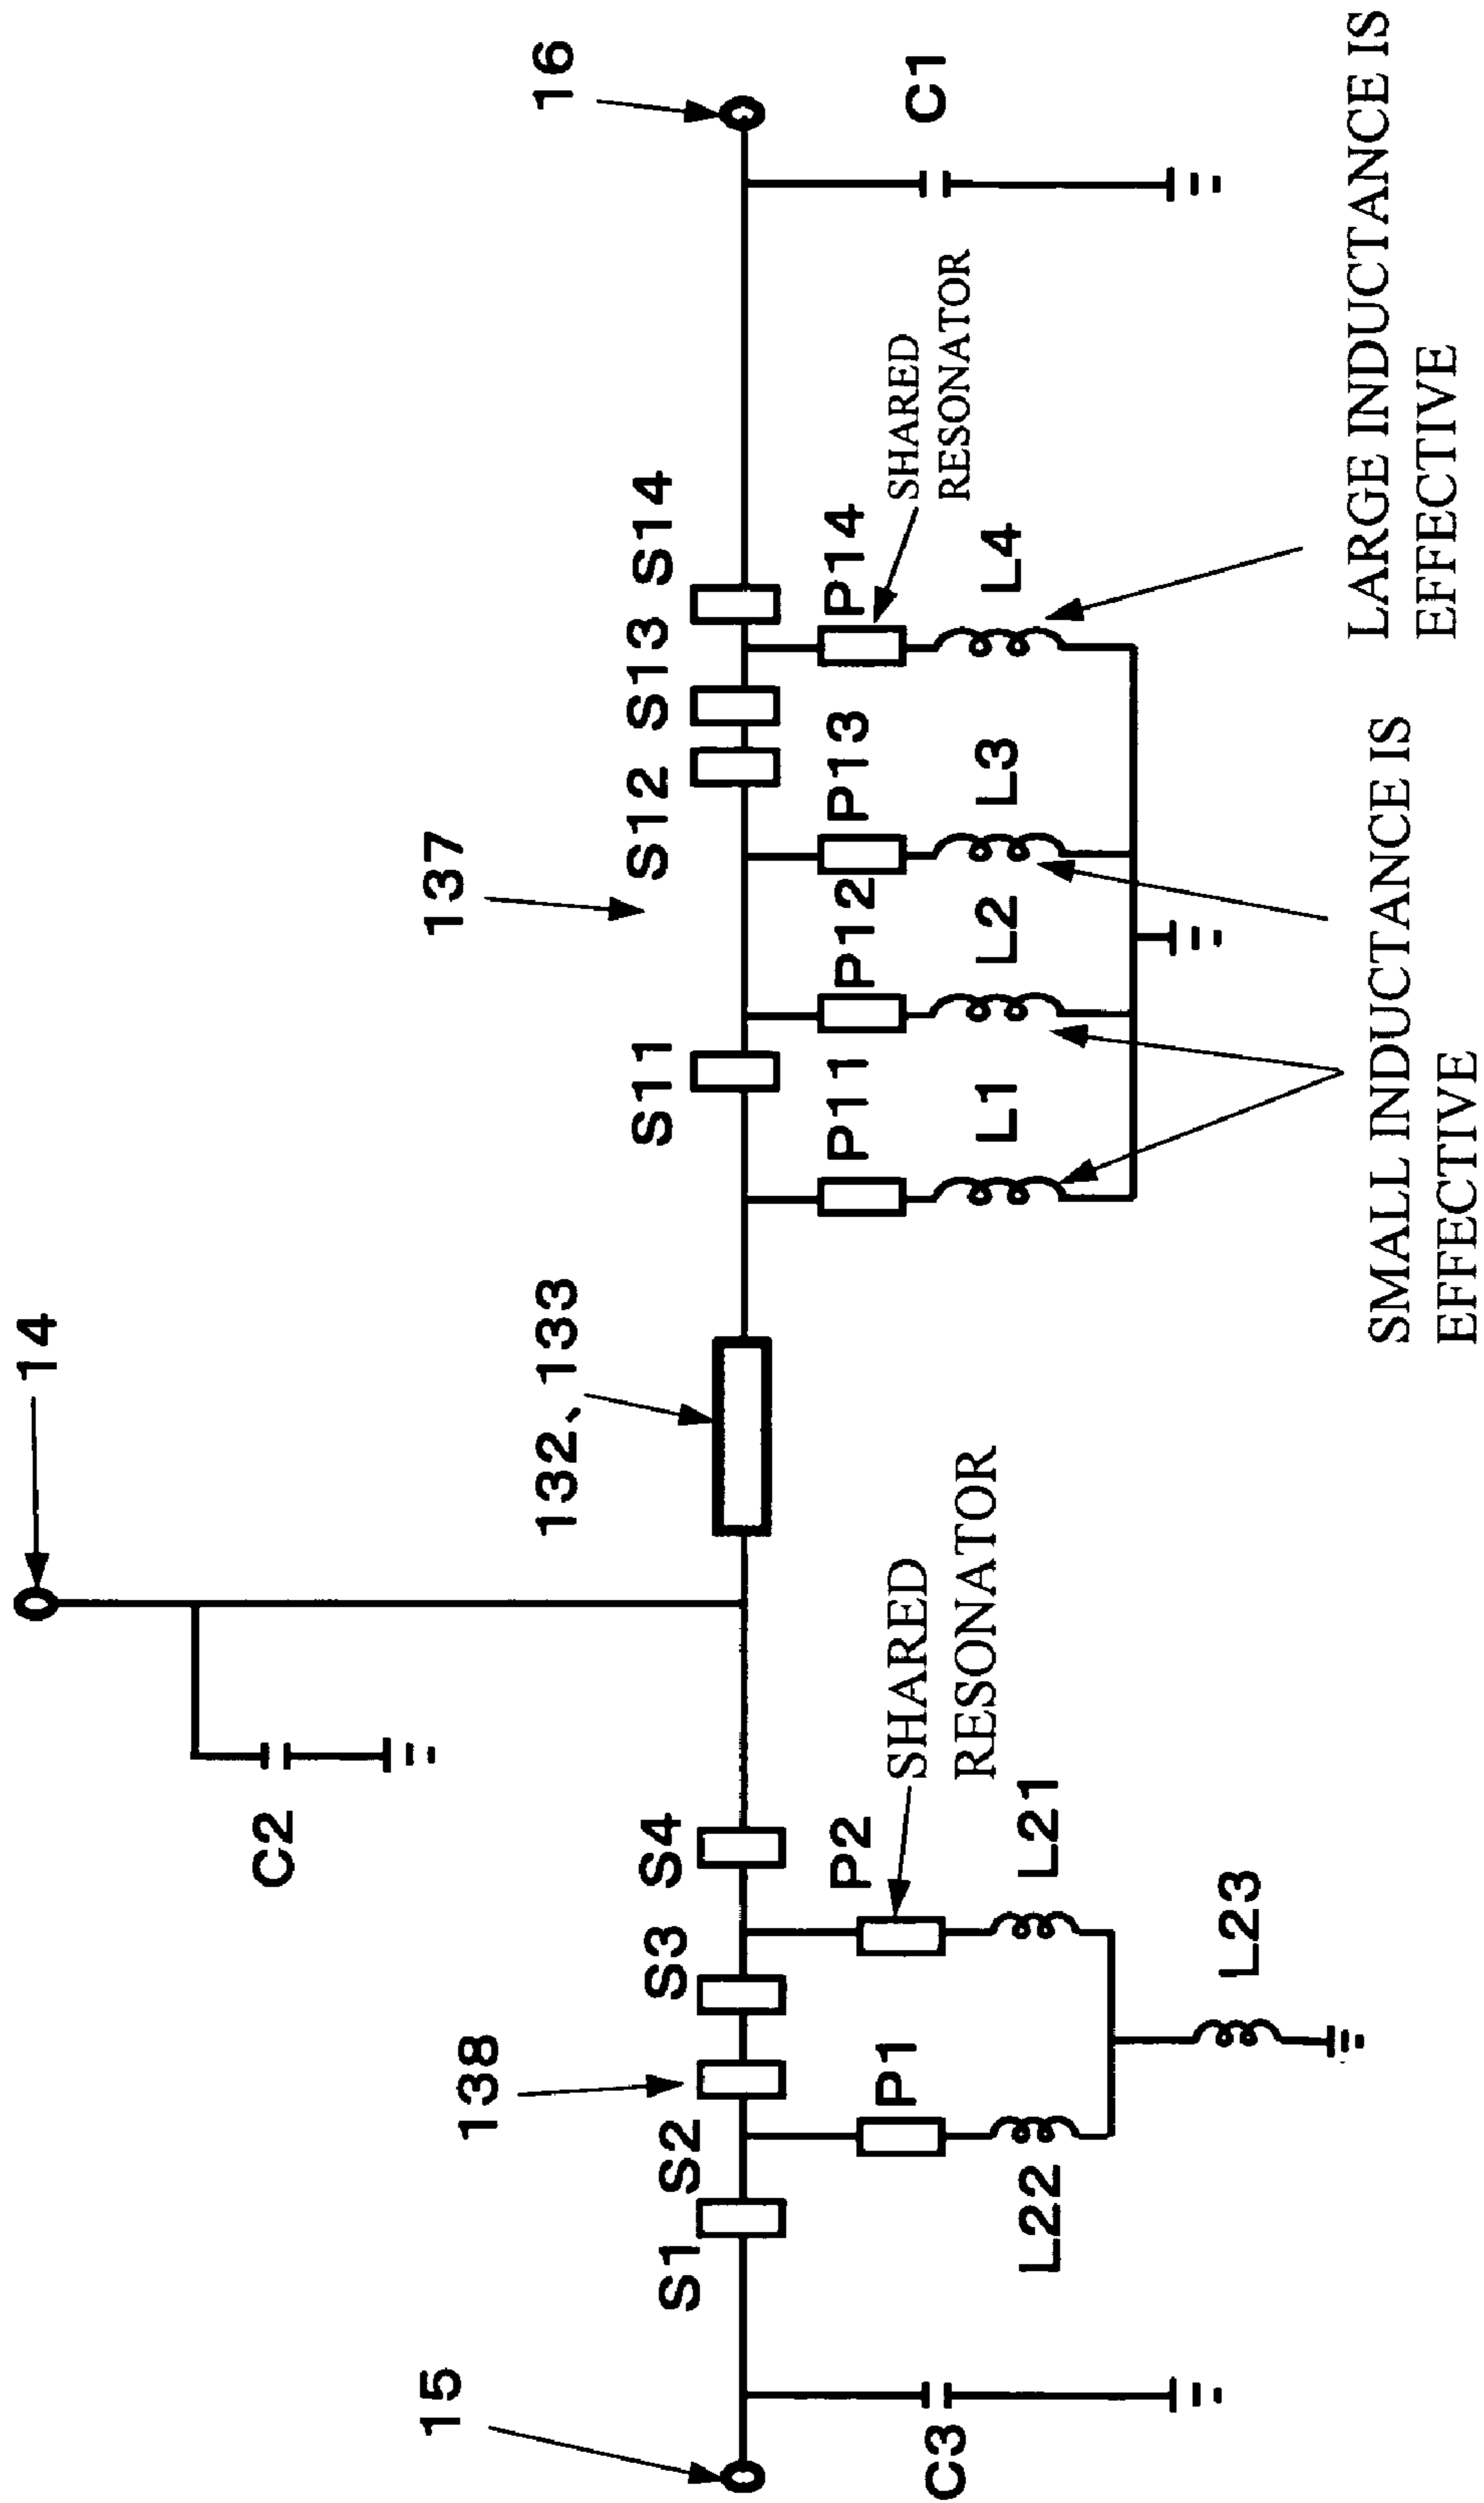 14
C2
132、133
137
16
138
15
S1
S2
S3
S4
S11
S12
S13
S14
C1
SHARED
RESONATOR
P1
P2
SHARED
RESONATOR
P11
P12
P13
P14
C3
L22
L21
L1
L2
L3
L4
L23
SMALL INDUCTANCE IS
EFFECTIVE
LARGE INDUCTANCE IS
EFFECTIVE